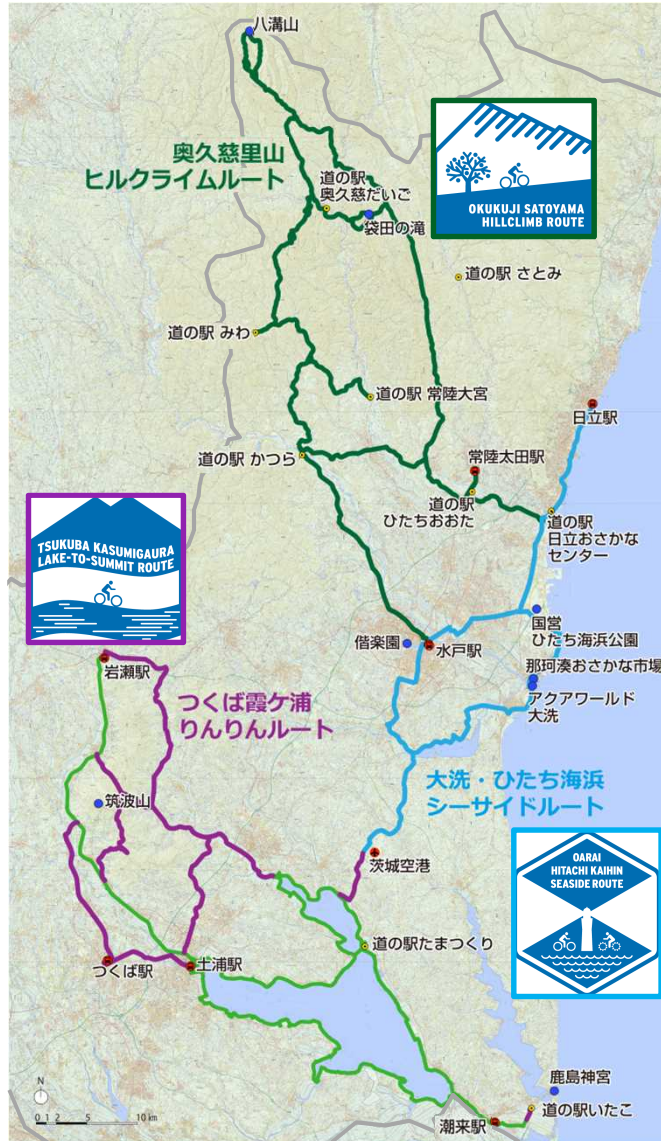 八溝山
奥久慈里山
ヒルクライムルート
道の駅
奥久慈だいご
袋田の滝
OKUKUJI SATOYAMA
HILLCLIMB ROUTE
道の駅 さとみ
道の駅 みわ
道の駅 常陸大宮
日立駅
道の駅 かつら
常陸太田駅
道の駅
ひたちおおた
道の駅
日立おさかな
センター
TSUKUBA KASUMIGAURA
LAKE-TO-SUMMIT ROUTE
国営
ひたち海浜公園
偕楽園
水戸駅
那珂湊おさかな市場
アクアワールド
大洗
岩瀬駅
つくば霞ケ浦
りんりんルート
大洗・ひたち海浜
シーサイドルート
筑波山
茨城空港
OARAI
HITACHI KAIHIN
SEASIDE ROUTE
道の駅たまつくり
つくば駅
土浦駅
鹿島神宮
道の駅いたこ
潮来駅
N
0 1 2 5 10 km